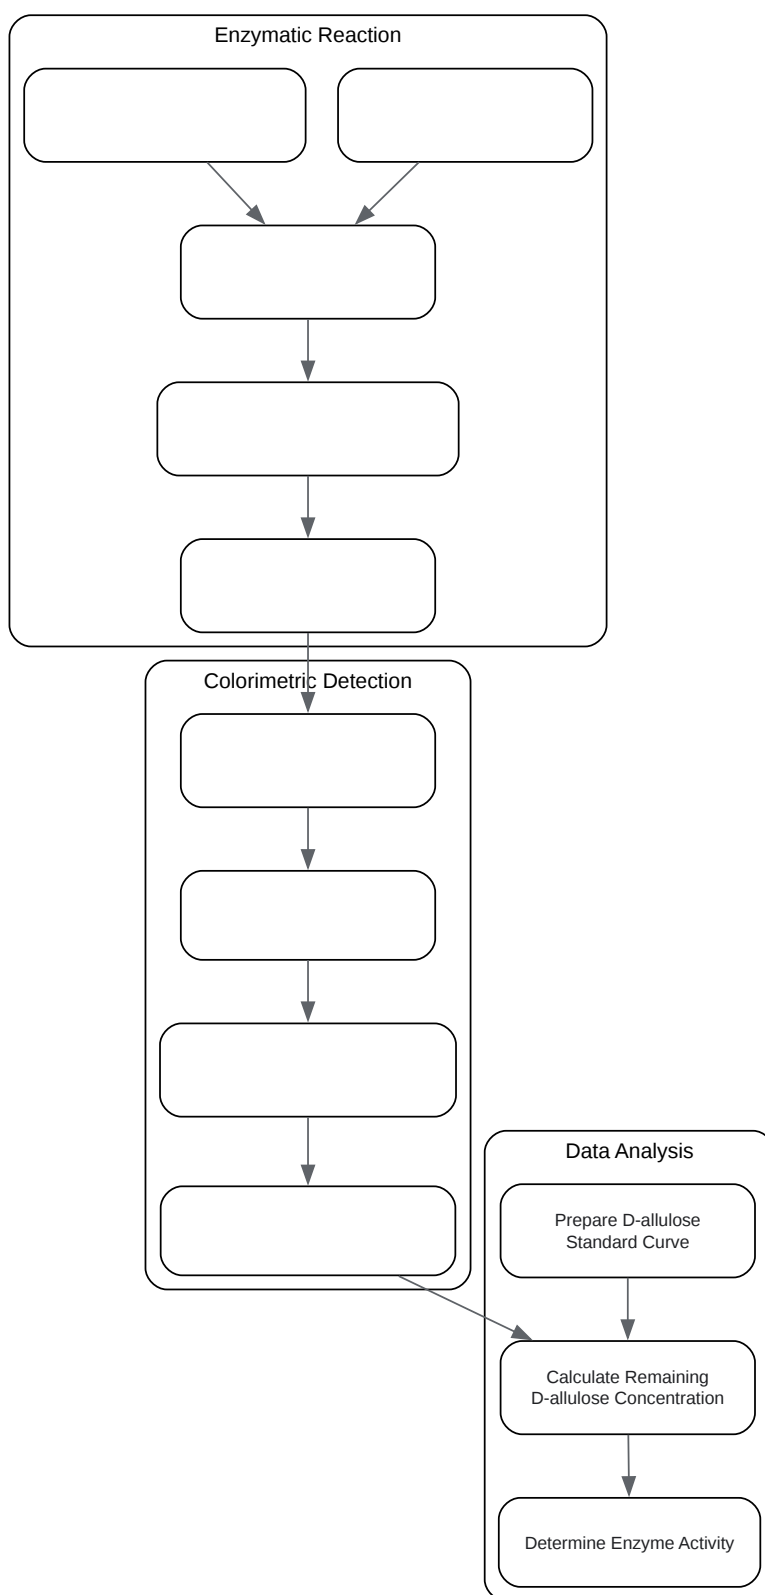 Enzymatic Reaction
Colorimetric Detection
Data Analysis
Prepare D-allulose
Standard Curve
Calculate Remaining
D-allulose Concentration
Determine Enzyme Activity